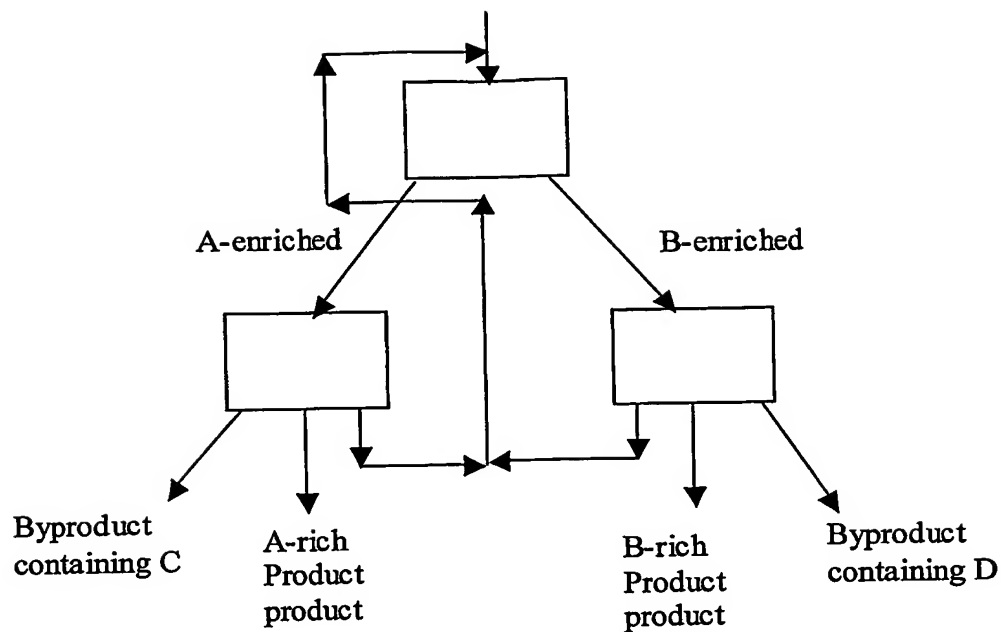 A-enriched
B-enriched
Byproduct
containing C
A-rich
Product
product
B-rich
Product
product
Byproduct
containing D